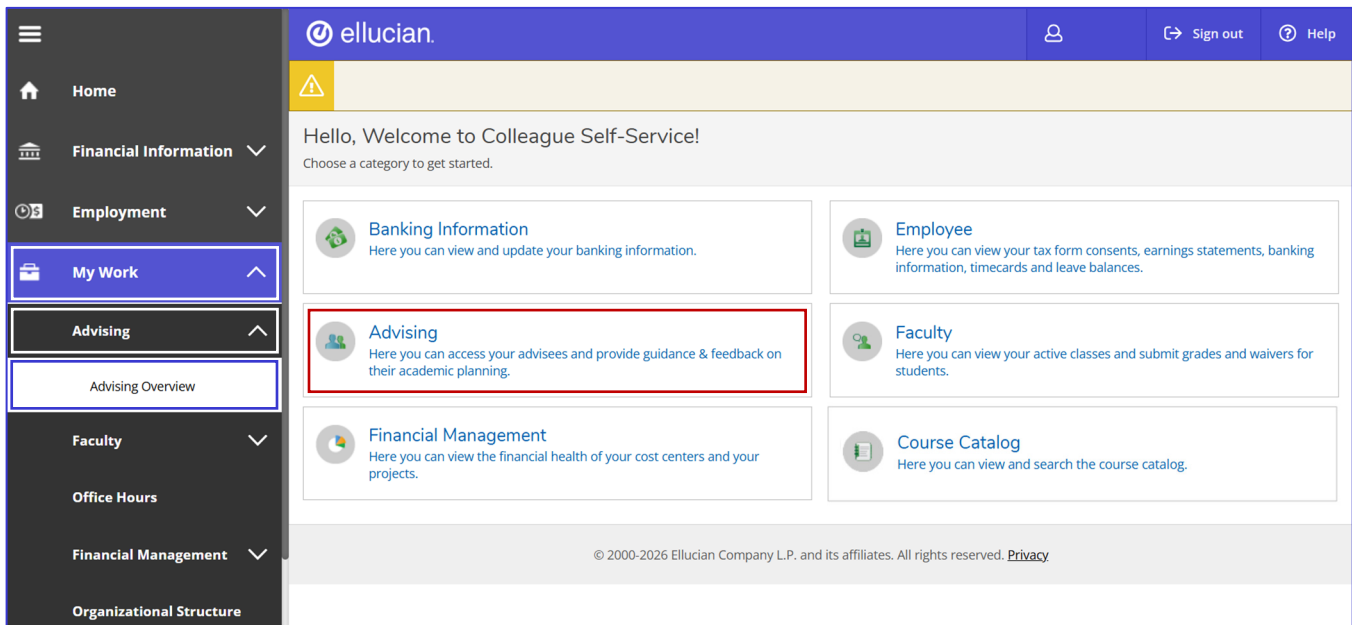 ellucian.
Sign out
Help
Home
Financial Information
Employment
My Work
Advising
Advising Overview
Faculty
Office Hours
Financial Management
Organizational Structure
Hello, Welcome to Colleague Self-Service!
Choose a category to get started.
Banking Information
Here you can view and update your banking information.
Employee
Here you can view your tax form consents, earnings statements, banking
information, timecards and leave balances.
Advising
Here you can access your advisees and provide guidance & feedback on
their academic planning.
Faculty
Here you can view your active classes and submit grades and waivers for
students.
Financial Management
Here you can view the financial health of your cost centers and your
projects.
Course Catalog
Here you can view and search the course catalog.
© 2000-2026 Ellucian Company L.P. and its affiliates. All rights reserved. Privacy